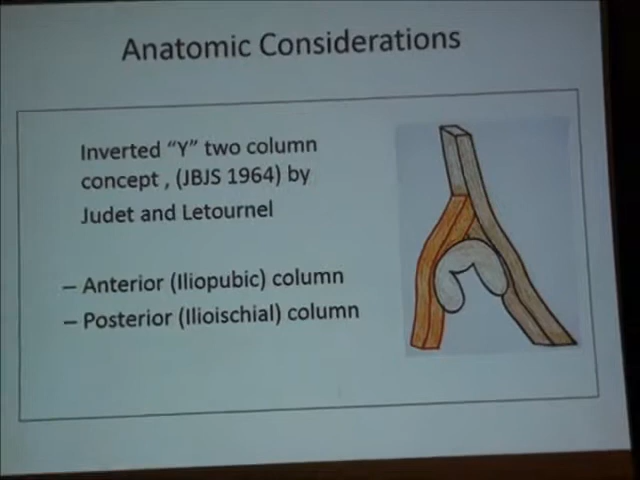 Anatomic Considerations
Inverted “Y” two column
concept , (JBJS 1964) by
Judet and Letournel
– Anterior (Iliopubic) column
– Posterior (Ilioischial) column